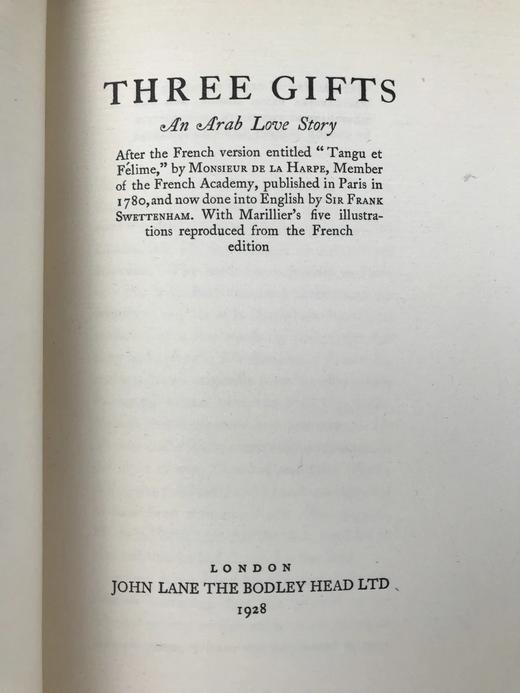 THREE GIFTS
An Arab Love Story
After the French version entitled “Tangu et
Félime,” by MONSIEUR DE LA HARPE, Member
of the French Academy, published in Paris in
1780, and now done into English by SIR FRANK
SWETTENHAM. With Marillier's five illustra-
tions reproduced from the French
edition
LONDON
JOHN LANE THE BODLEY HEAD LTD
1928